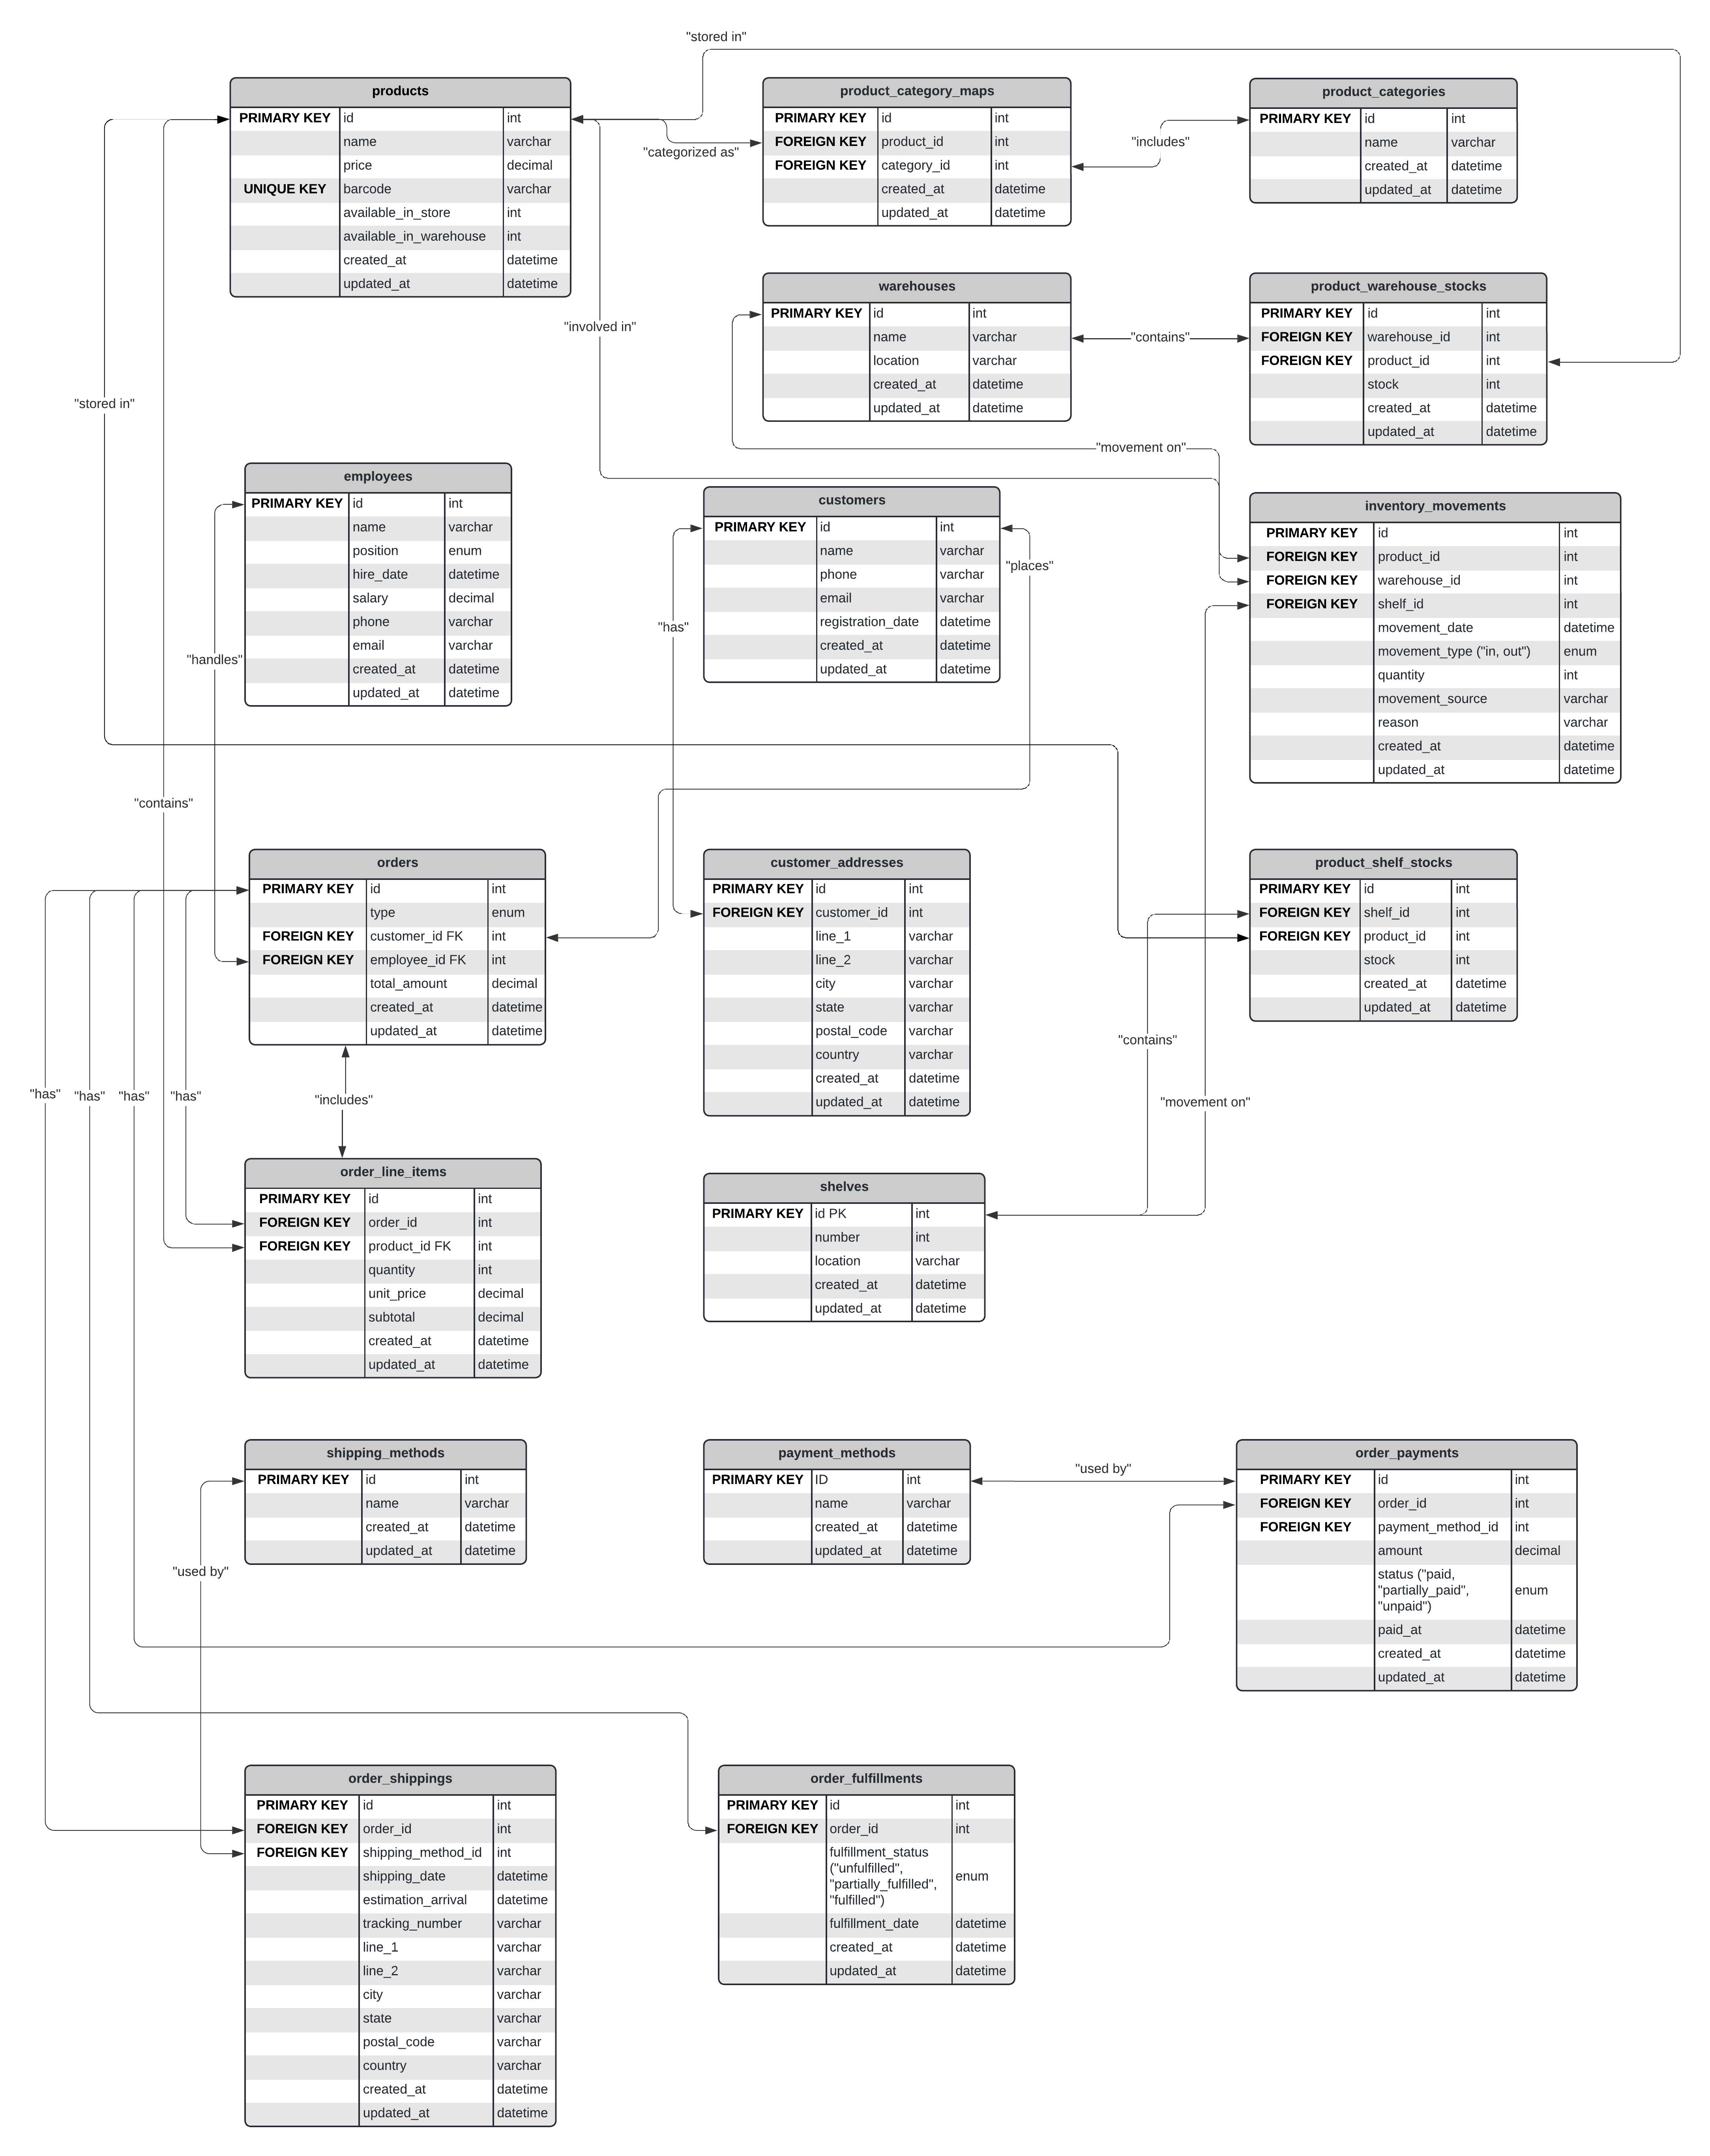 "stored in"
products
PRIMARY KEY id int
name varchar
price decimal
UNIQUE KEY barcode varchar
available_in_store int
available_in_warehouse int
created_at datetime
updated_at datetime
product_category_maps
PRIMARY KEY id int
FOREIGN KEY product_id int
FOREIGN KEY category_id int
created_at datetime
updated_at datetime
product_categories
PRIMARY KEY id int
name varchar
created_at datetime
updated_at datetime
"categorized as"
"includes"
warehouses
PRIMARY KEY id int
name varchar
location varchar
created_at datetime
updated_at datetime
product_warehouse_stocks
PRIMARY KEY id int
FOREIGN KEY warehouse_id int
FOREIGN KEY product_id int
stock int
created_at datetime
updated_at datetime
"involved in"
"contains"
"stored in"
"movement on"
employees
PRIMARY KEY id int
name varchar
position enum
hire_date datetime
salary decimal
phone varchar
email varchar
created_at datetime
updated_at datetime
customers
PRIMARY KEY id int
name varchar
phone varchar
email varchar
registration_date datetime
created_at datetime
updated_at datetime
inventory_movements
PRIMARY KEY id int
FOREIGN KEY product_id int
FOREIGN KEY warehouse_id int
FOREIGN KEY shelf_id int
movement_date datetime
movement_type ("in, out") enum
quantity int
movement_source varchar
reason varchar
created_at datetime
updated_at datetime
"places"
"has"
"handles"
"contains"
orders
PRIMARY KEY id int
type enum
FOREIGN KEY customer_id FK int
FOREIGN KEY employee_id FK int
total_amount decimal
created_at datetime
updated_at datetime
customer_addresses
PRIMARY KEY id int
FOREIGN KEY customer_id int
line_1 varchar
line_2 varchar
city varchar
state varchar
postal_code varchar
country varchar
created_at datetime
updated_at datetime
product_shelf_stocks
PRIMARY KEY id int
FOREIGN KEY shelf_id int
FOREIGN KEY product_id int
stock int
created_at datetime
updated_at datetime
"contains"
"has" "has" "has" "has"
"includes"
"movement on"
order_line_items
PRIMARY KEY id int
FOREIGN KEY order_id int
FOREIGN KEY product_id FK int
quantity int
unit_price decimal
subtotal decimal
created_at datetime
updated_at datetime
shelves
PRIMARY KEY id PK int
number int
location varchar
created_at datetime
updated_at datetime
shipping_methods
PRIMARY KEY id int
name varchar
created_at datetime
updated_at datetime
payment_methods
PRIMARY KEY ID int
name varchar
created_at datetime
updated_at datetime
"used by"
order_payments
PRIMARY KEY id int
FOREIGN KEY order_id int
FOREIGN KEY payment_method_id int
amount decimal
status ("paid,
"partially_paid", enum
"unpaid")
paid_at datetime
created_at datetime
updated_at datetime
"used by"
order_shippings
PRIMARY KEY id int
FOREIGN KEY order_id int
FOREIGN KEY shipping_method_id int
shipping_date datetime
estimation_arrival datetime
tracking_number varchar
line_1 varchar
line_2 varchar
city varchar
state varchar
postal_code varchar
country varchar
created_at datetime
updated_at datetime
order_fulfillments
PRIMARY KEY id int
FOREIGN KEY order_id int
fulfillment_status
("unfulfilled", enum
"partially_fulfilled",
"fulfilled")
fulfillment_date datetime
created_at datetime
updated_at datetime